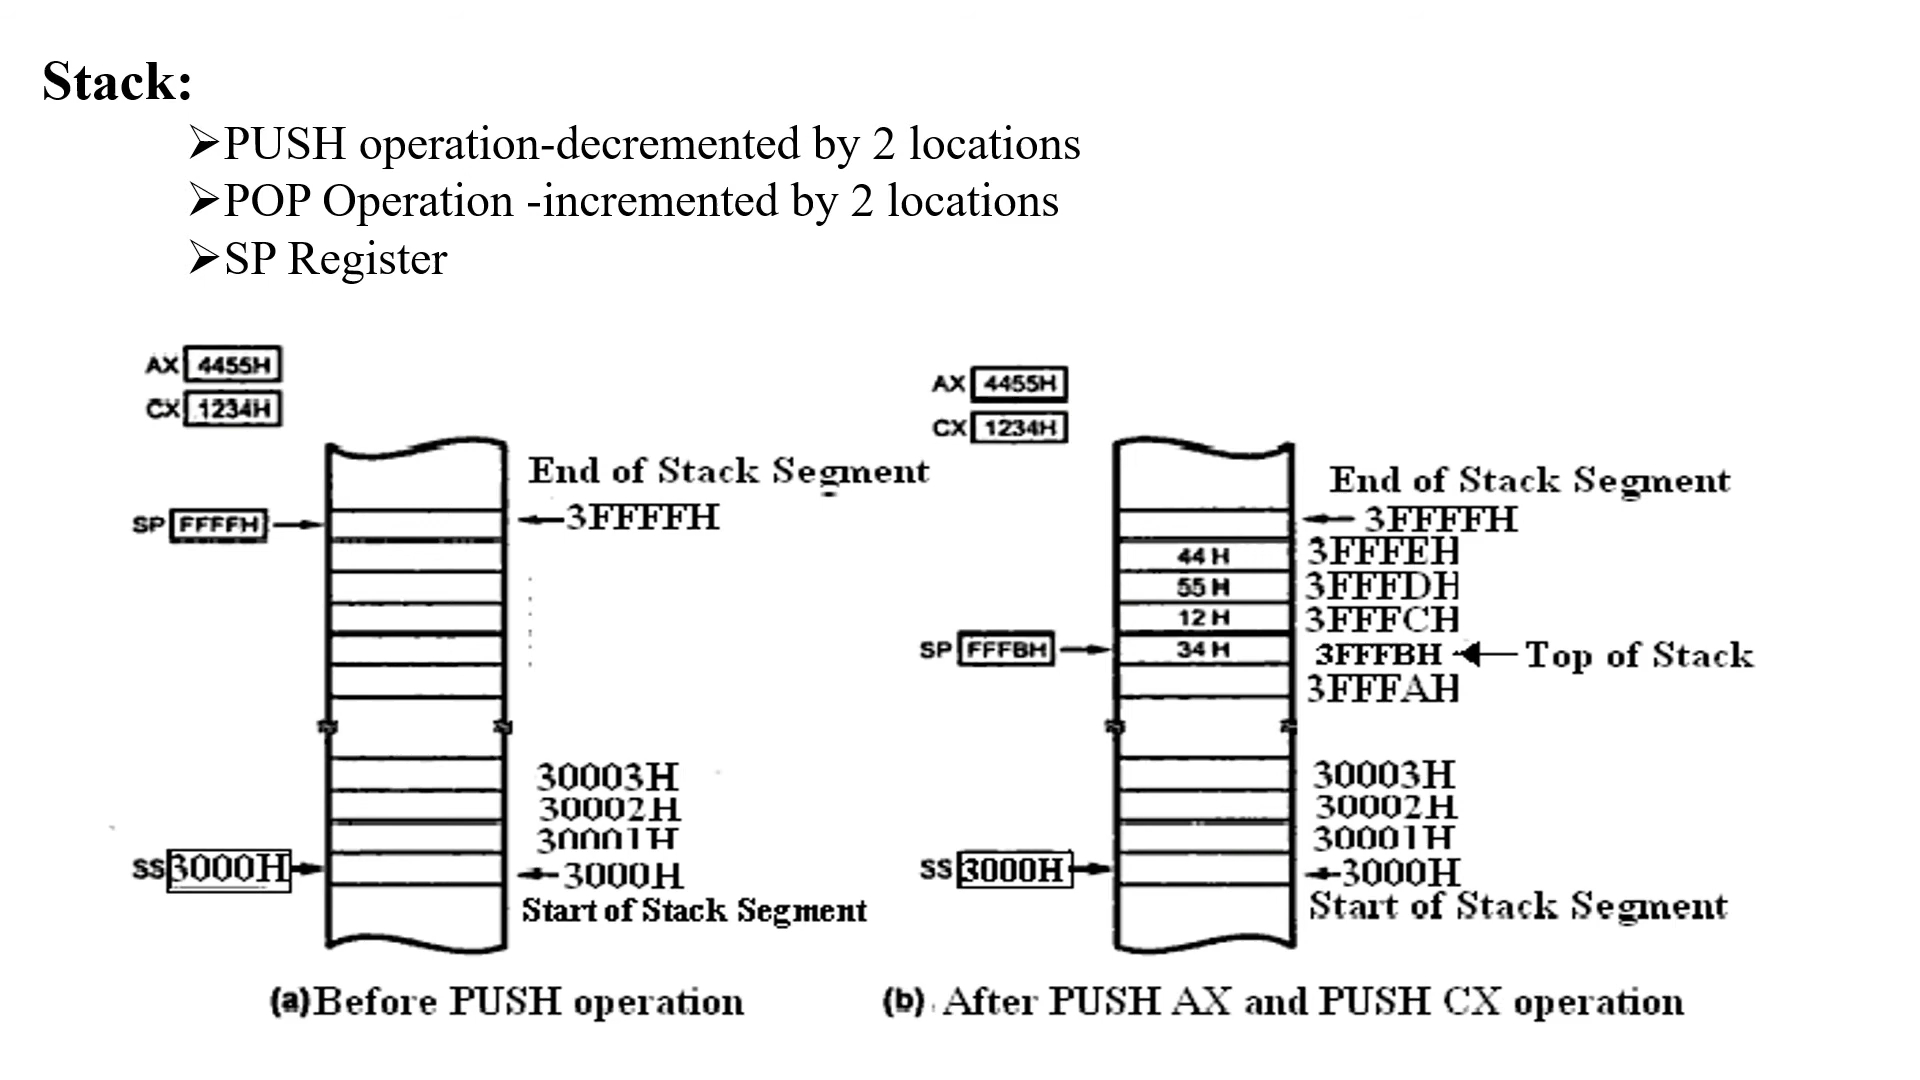 Stack:
➢PUSH operation-decremented by 2 locations
➢POP Operation -incremented by 2 locations
➢SP Register
AX 4455H
CX 1234H
End of Stack Segment
SP FFFFH
3FFFFH
30003H
30002H
30001H
SS 3000H
3000H
Start of Stack Segment
(a)Before PUSH operation
AX 4455H
CX 1234H
End of Stack Segment
3FFFFH
44 H 3FFFEH
55 H 3FFFDH
12 H 3FFFCH
SP FFFBH 34 H 3FFFBH Top of Stack
3FFFAH
30003H
30002H
30001H
SS 3000H
3000H
Start of Stack Segment
(b) After PUSH AX and PUSH CX operation